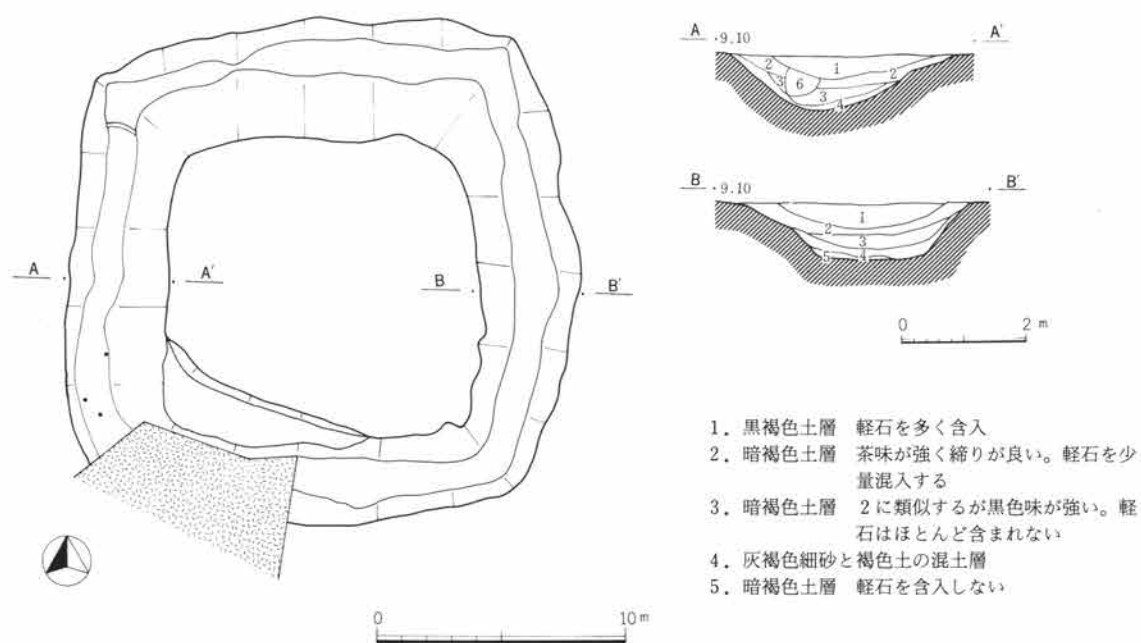 A ・9.10 A'
1
2 2
3 6
3
4
B ・9.10 B'
1
2
3
5 4
0 2 m
A A' B B'
0 10 m
1．黒褐色土層　軽石を多く含入
2．暗褐色土層　茶味が強く締りが良い。軽石を少
量混入する
3．暗褐色土層　2に類似するが黒色味が強い。軽
石はほとんど含まれない
4．灰褐色細砂と褐色土の混土層
5．暗褐色土層　軽石を含入しない